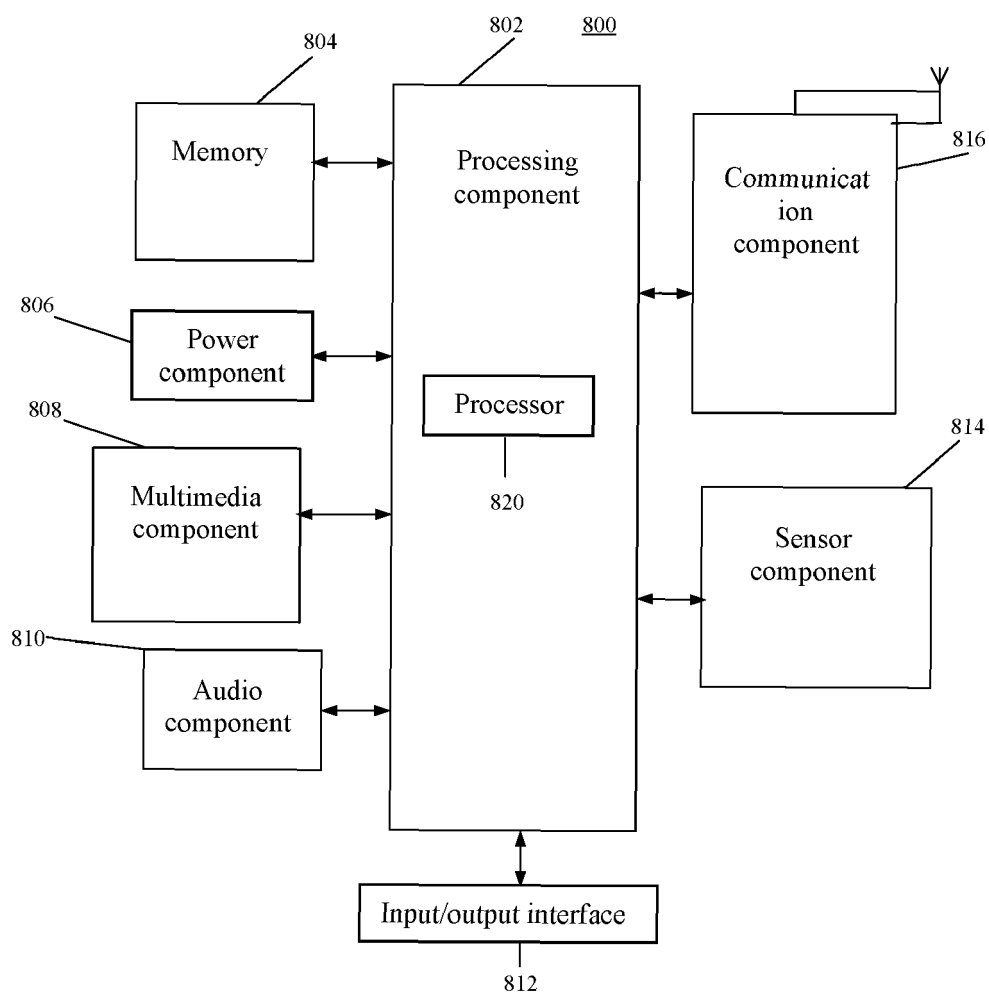 802
800
804
Memory
Processing
component
816
Communicat
ion
component
806
Power
component
Processor
820
808
Multimedia
component
814
Sensor
component
810
Audio
component
Input/output interface
812